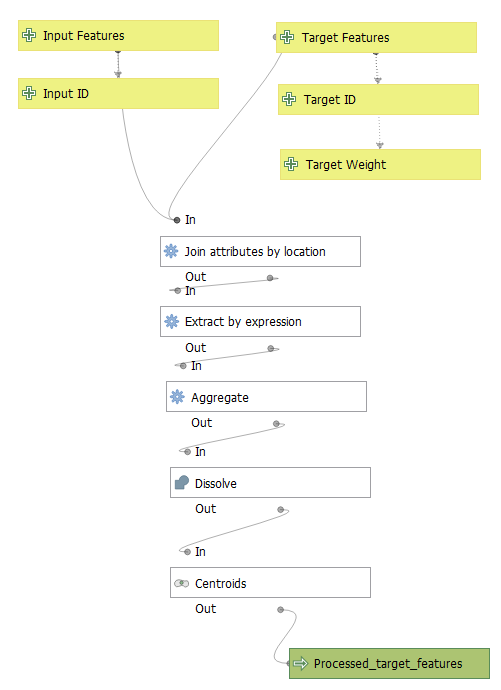 Input Features
Target Features
Input ID
Target ID
Target Weight
In
Join attributes by location
Out
In
Extract by expression
Out
In
Aggregate
Out
In
Dissolve
Out
In
Centroids
Out
Processed_target_features